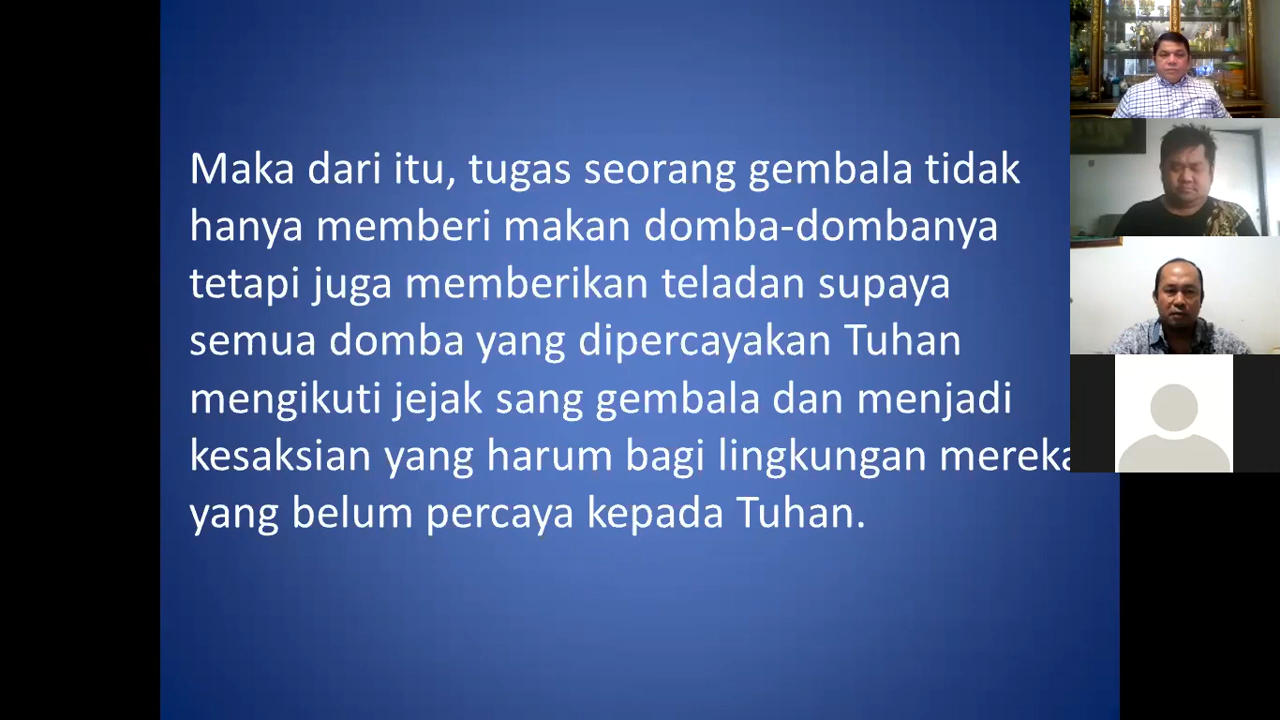 Maka dari itu, tugas seorang gembala tidak
hanya memberi makan domba-dombanya
tetapi juga memberikan teladan supaya
semua domba yang dipercayakan Tuhan
mengikuti jejak sang gembala dan menjadi
kesaksian yang harum bagi lingkungan mereka
yang belum percaya kepada Tuhan.